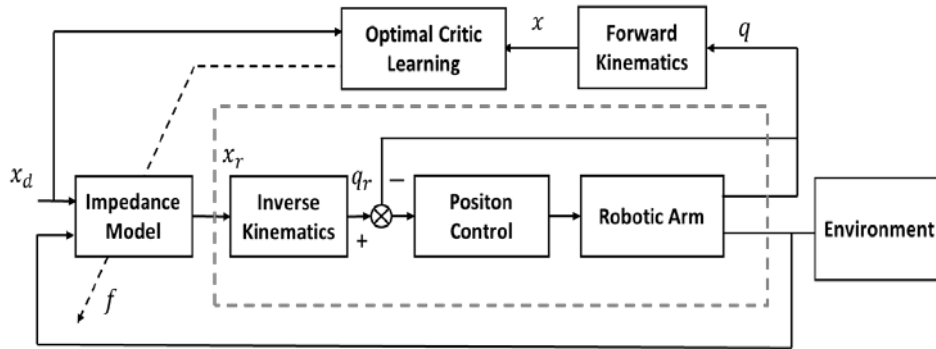 Optimal Critic
Learning
x
Forward
Kinematics
q
x_d
Impedance
Model
x_r
Inverse
Kinematics
q_r
−
+
Positon
Control
Robotic Arm
Environment
f